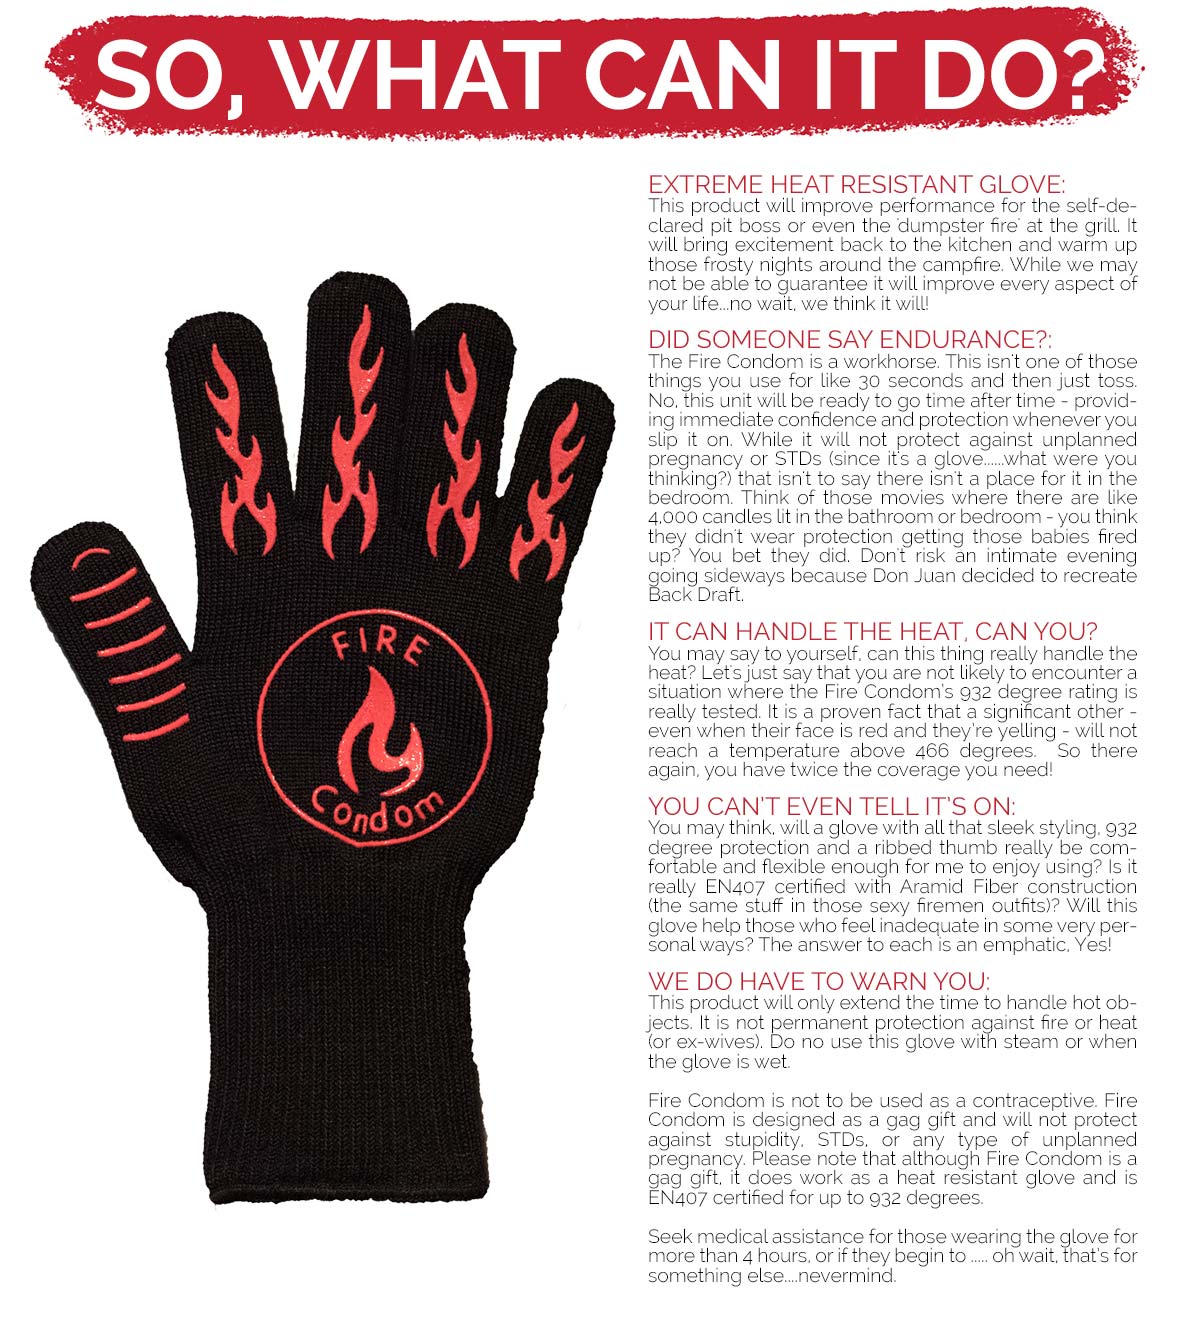 SO, WHAT CAN IT DO?
FIRE
Condom
EXTREME HEAT RESISTANT GLOVE:
This product will improve performance for the self-de-
clared pit boss or even the 'dumpster fire' at the grill. It
will bring excitement back to the kitchen and warm up
those frosty nights around the campfire. While we may
not be able to guarantee it will improve every aspect of
your life...no wait, we think it will!
DID SOMEONE SAY ENDURANCE?:
The Fire Condom is a workhorse. This isn't one of those
things you use for like 30 seconds and then just toss.
No, this unit will be ready to go time after time - provid-
ing immediate confidence and protection whenever you
slip it on. While it will not protect against unplanned
pregnancy or STDs (since it's a glove......what were you
thinking?) that isn't to say there isn't a place for it in the
bedroom. Think of those movies where there are like
4,000 candles lit in the bathroom or bedroom - you think
they didn't wear protection getting those babies fired
up? You bet they did. Don't risk an intimate evening
going sideways because Don Juan decided to recreate
Back Draft.
IT CAN HANDLE THE HEAT, CAN YOU?
You may say to yourself, can this thing really handle the
heat? Let's just say that you are not likely to encounter a
situation where the Fire Condom's 932 degree rating is
really tested. It is a proven fact that a significant other -
even when their face is red and they're yelling - will not
reach a temperature above 466 degrees. So there
again, you have twice the coverage you need!
YOU CAN'T EVEN TELL IT'S ON:
You may think, will a glove with all that sleek styling, 932
degree protection and a ribbed thumb really be com-
fortable and flexible enough for me to enjoy using? Is it
really EN407 certified with Aramid Fiber construction
(the same stuff in those sexy firemen outfits)? Will this
glove help those who feel inadequate in some very per-
sonal ways? The answer to each is an emphatic, Yes!
WE DO HAVE TO WARN YOU:
This product will only extend the time to handle hot ob-
jects. It is not permanent protection against fire or heat
(or ex-wives). Do no use this glove with steam or when
the glove is wet.
Fire Condom is not to be used as a contraceptive. Fire
Condom is designed as a gag gift and will not protect
against stupidity, STDs, or any type of unplanned
pregnancy. Please note that although Fire Condom is a
gag gift, it does work as a heat resistant glove and is
EN407 certified for up to 932 degrees.
Seek medical assistance for those wearing the glove for
more than 4 hours, or if they begin to ..... oh wait, that's for
something else....nevermind.